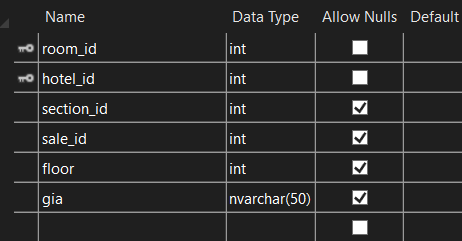 Name Data Type Allow Nulls Default
room_id int
hotel_id int
section_id int
sale_id int
floor int
gia nvarchar(50)